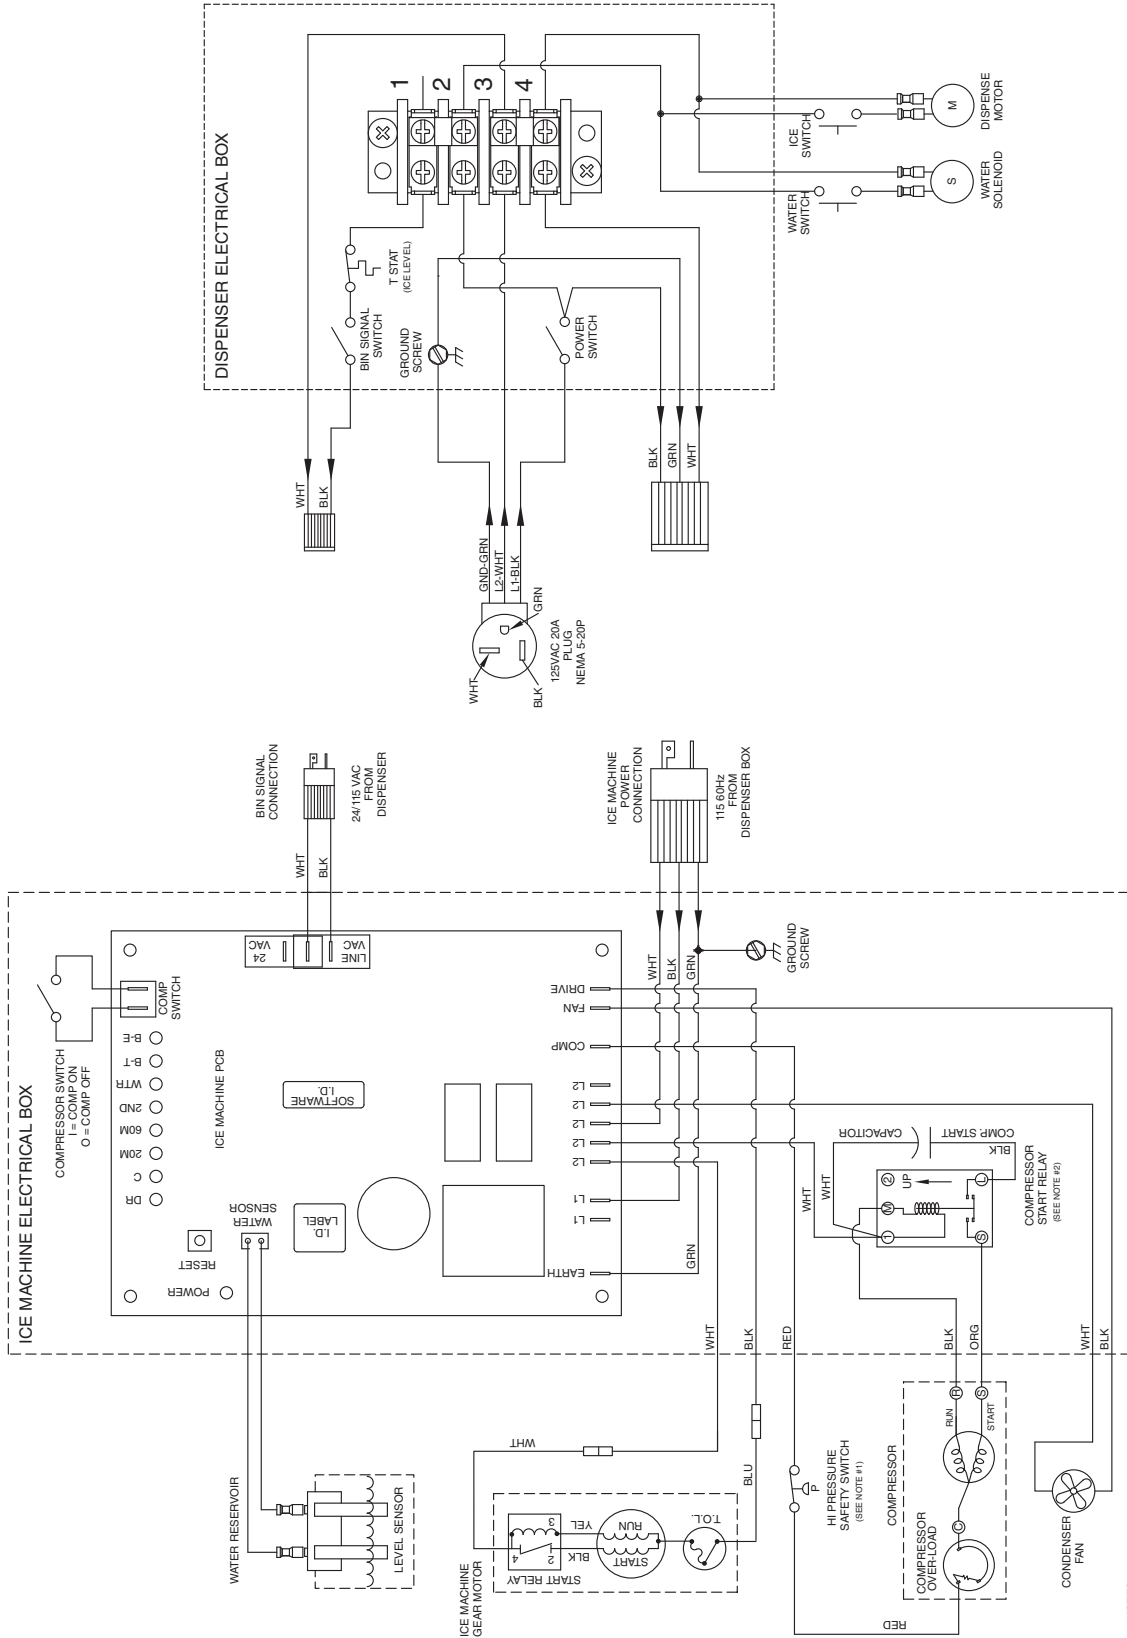 DISPENSER ELECTRICAL BOX
1
2
3
4
T STAT
(ICE LEVEL)
BIN SIGNAL
SWITCH
GROUND
SCREW
POWER
SWITCH
ICE
SWITCH
WATER
SWITCH
M
DISPENSE
MOTOR
S
WATER
SOLENOID
WHT
BLK
GND-GRN
L2-WHT
L1-BLK
GRN
WHT
BLK
125VAC 20A
PLUG
NEMA 5-20P
BLK
GRN
WHT
BIN SIGNAL
CONNECTION
24/115 VAC
FROM
DISPENSER
WHT
BLK
ICE MACHINE
POWER
CONNECTION
115 60Hz
FROM
DISPENSER BOX
ICE MACHINE ELECTRICAL BOX
COMPRESSOR SWITCH
I = COMP ON
O = COMP OFF
COMP
SWITCH
24
VAC
LINE
VAC
B-E
B-T
WTR
2ND
60M
20M
C
DR
ICE MACHINE PCB
SOFTWARE
I.D.
I.D.
LABEL
WATER
SENSOR
RESET
POWER
DRIVE
FAN
COMP
L2
L2
L2
L2
L2
L1
L1
EARTH
WHT
BLK
GRN
GROUND
SCREW
GRN
WHT
WHT
CAPACITOR
COMP. START
BLK
UP
1
2
M
L
S
COMPRESSOR
START RELAY
(SEE NOTE #2)
WHT
BLK
RED
BLK
ORG
WHT
BLK
WATER RESERVOIR
LEVEL SENSOR
WHT
BLU
ICE MACHINE
GEAR MOTOR
START RELAY
4
3
2
YEL
BLK
RUN
START
T.O.L.
P
HI PRESSURE
SAFETY SWITCH
(SEE NOTE #1)
RED
COMPRESSOR
COMPRESSOR
OVER-LOAD
R
S
C
RUN
START
CONDENSER
FAN